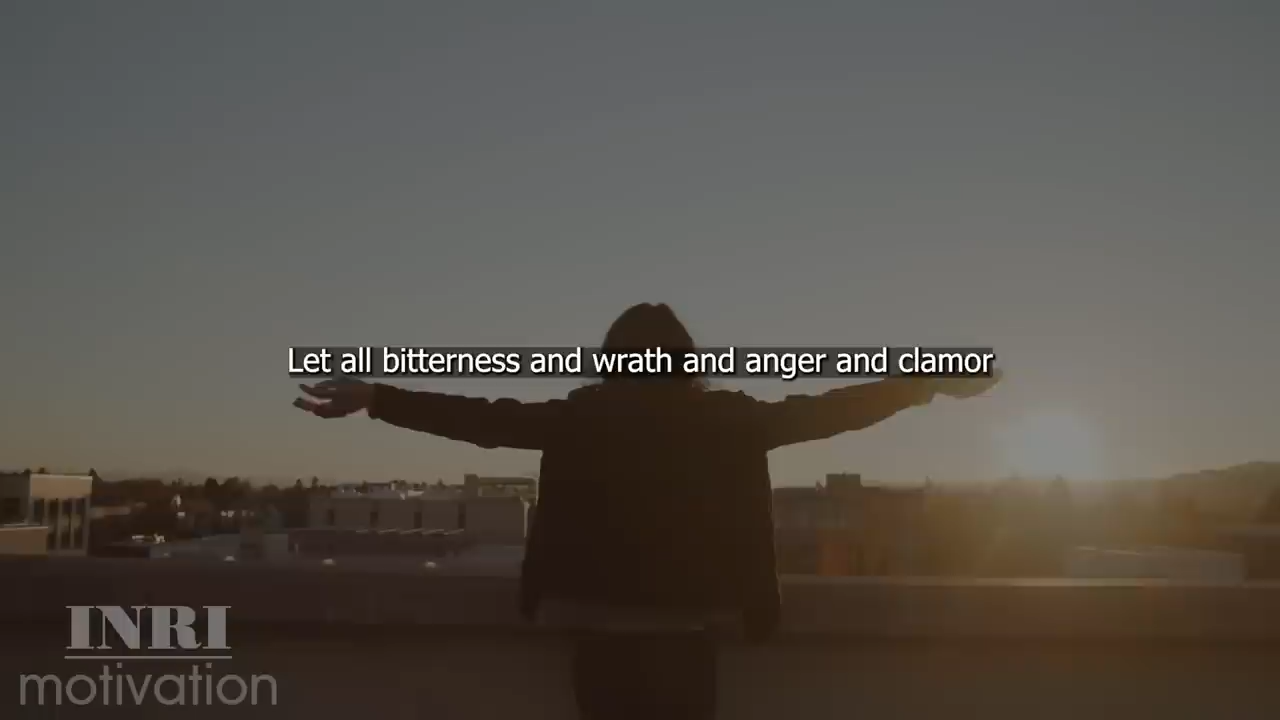 Let all bitterness and wrath and anger and clamor
INRI
motivation